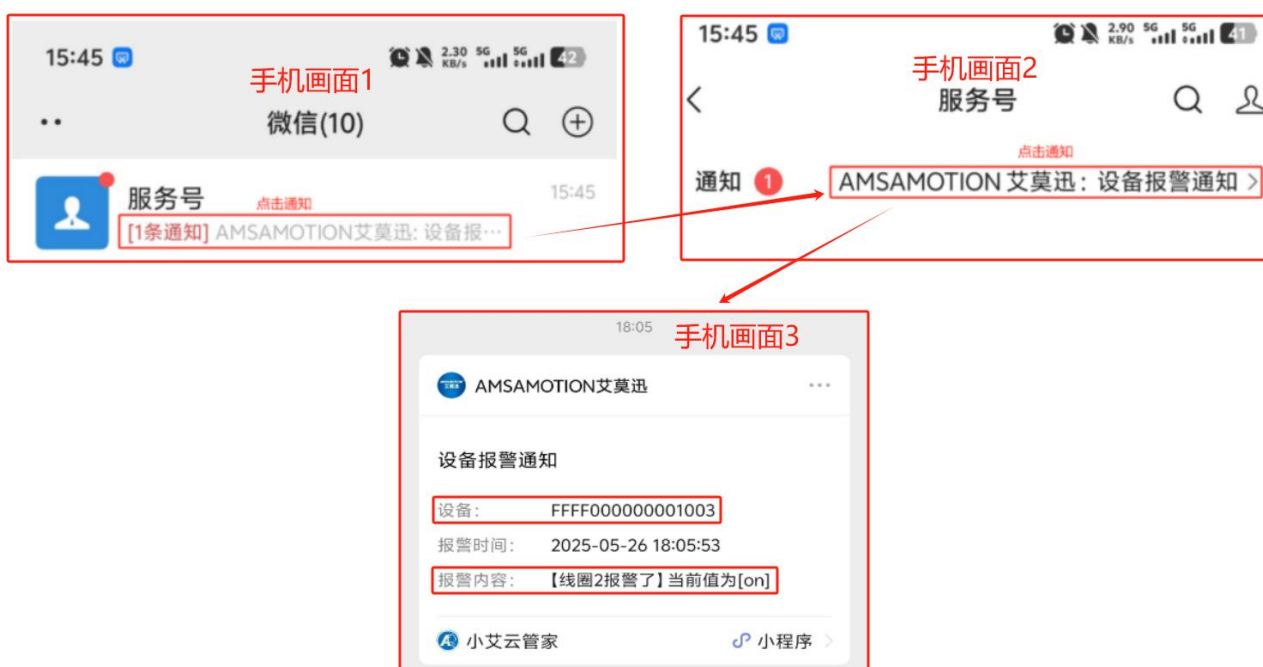 15:45 2.30 KB/s 5G 5G 42
手机画面1
微信(10)
服务号 点击通知 15:45
[1条通知] AMSAMOTION艾莫迅: 设备报…
15:45 2.90 KB/s 5G 5G 41
手机画面2
服务号
点击通知
通知 1 AMSAMOTION 艾莫迅：设备报警通知
18:05
手机画面3
AMSAMOTION艾莫迅
设备报警通知
设备： FFFF000000001003
报警时间： 2025-05-26 18:05:53
报警内容： 【线圈2报警了】当前值为[on]
小艾云管家 小程序